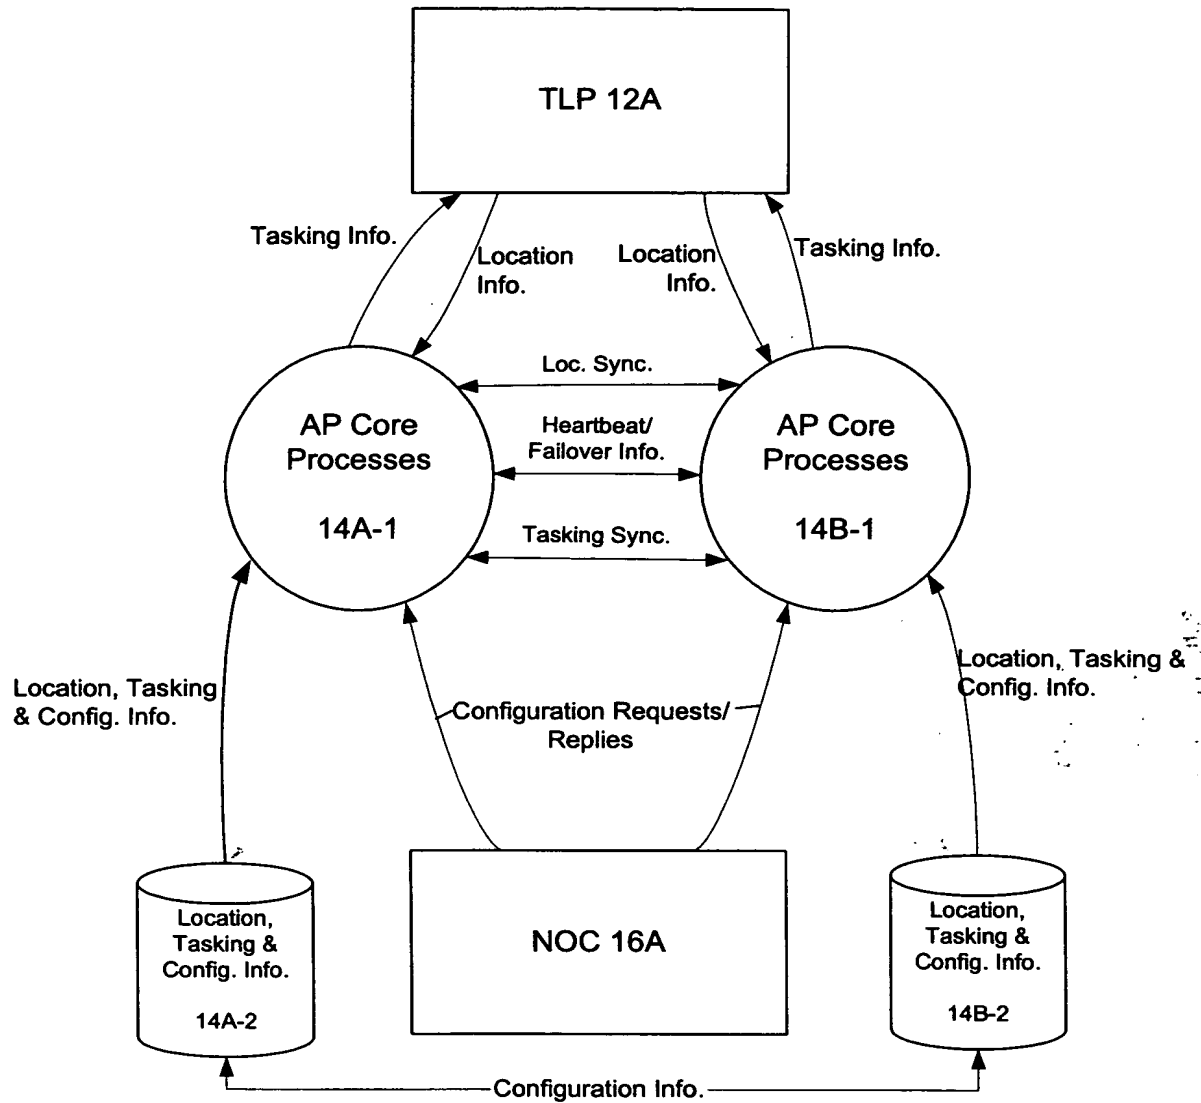 TLP 12A
Tasking Info.
Location
Info.
Location
Info.
Tasking Info.
Loc. Sync.
AP Core
Processes
14A-1
Heartbeat/
Failover Info.
AP Core
Processes
14B-1
Tasking Sync.
Location, Tasking
& Config. Info.
Configuration Requests/
Replies
Location, Tasking &
Config. Info.
Location,
Tasking &
Config. Info.
14A-2
NOC 16A
Location,
Tasking &
Config. Info.
14B-2
Configuration Info.